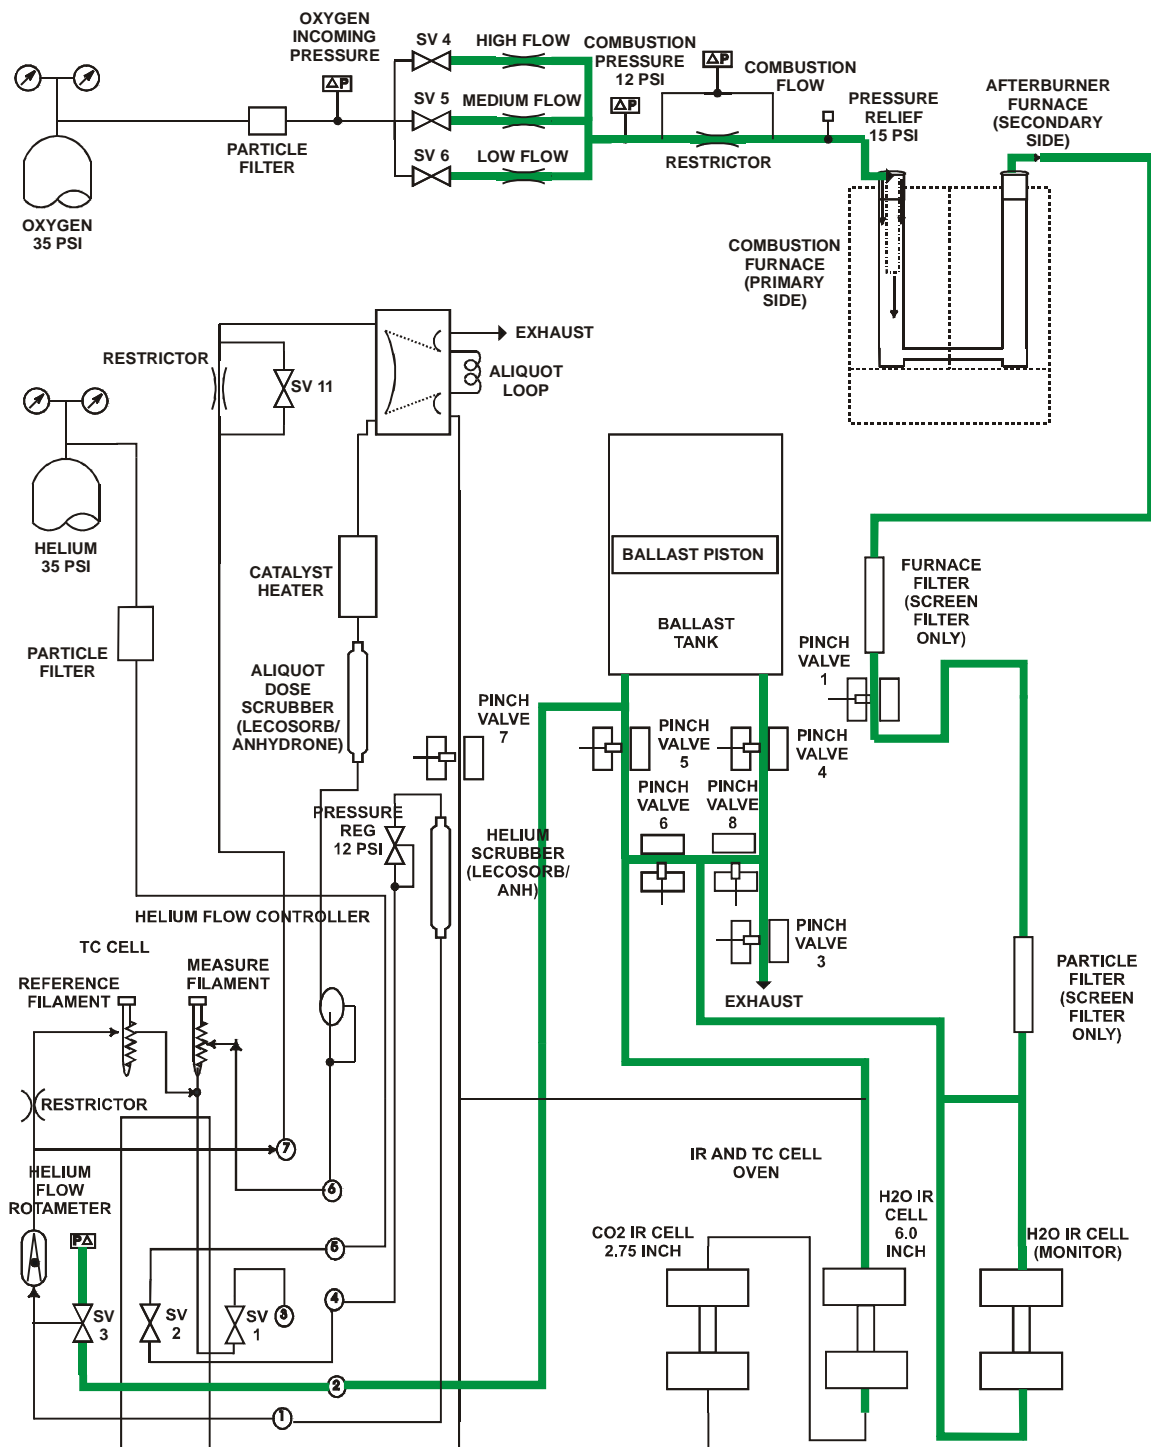 OXYGEN
INCOMING
PRESSURE
SV 4
HIGH FLOW
COMBUSTION
PRESSURE
12 PSI
ΔP
ΔP
ΔP
COMBUSTION
FLOW
AFTERBURNER
FURNACE
(SECONDARY
SIDE)
SV 5
MEDIUM FLOW
PRESSURE
RELIEF
15 PSI
PARTICLE
FILTER
SV 6
LOW FLOW
RESTRICTOR
OXYGEN
35 PSI
COMBUSTION
FURNACE
(PRIMARY
SIDE)
EXHAUST
RESTRICTOR
SV 11
ALIQUOT
LOOP
HELIUM
35 PSI
BALLAST PISTON
CATALYST
HEATER
FURNACE
FILTER
(SCREEN
FILTER
ONLY)
BALLAST
TANK
PARTICLE
FILTER
ALIQUOT
DOSE
SCRUBBER
(LECOSORB/
ANHYDRONE)
PINCH
VALVE
7
PINCH
VALVE
1
PINCH
VALVE
5
PINCH
VALVE
4
PINCH
VALVE
6
PINCH
VALVE
8
PRESSURE
REG
12 PSI
HELIUM
SCRUBBER
(LECOSORB/
ANH)
HELIUM FLOW CONTROLLER
PINCH
VALVE
3
TC CELL
REFERENCE
FILAMENT
MEASURE
FILAMENT
EXHAUST
PARTICLE
FILTER
(SCREEN
FILTER
ONLY)
RESTRICTOR
7
IR AND TC CELL
OVEN
HELIUM
FLOW
ROTAMETER
6
H2O IR
CELL
6.0
INCH
PΔ
5
CO2 IR CELL
2.75 INCH
H2O IR CELL
(MONITOR)
SV
3
SV
2
SV
1
3
4
2
1